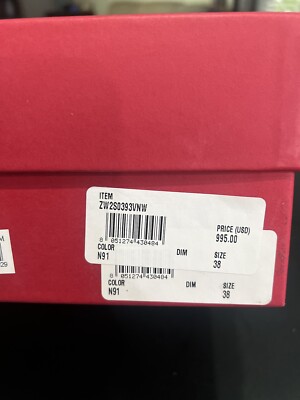 ITEM
ZW2S0393VNW
PRICE (USD)
995.00
8 051274 430484
COLOR DIM SIZE
N91 38
8 051274 430484
COLOR DIM SIZE
N91 38
M
29